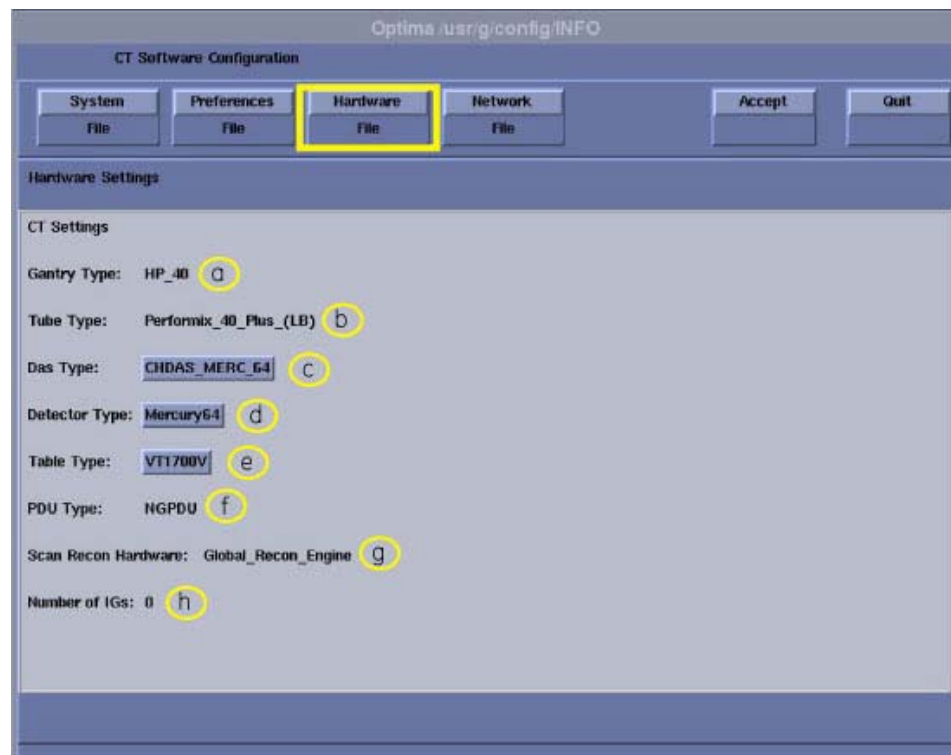 Optima /usr/g/config/INFO
CT Software Configuration
System Preferences Hardware Network Accept Quit
File File File File
Hardware Settings
CT Settings
Gantry Type: HP_40 a
Tube Type: Performix_40_Plus_(LB) b
Das Type: CHDAS_MERC_64 c
Detector Type: Mercury64 d
Table Type: VT1700V e
PDU Type: NGPDU f
Scan Recon Hardware: Global_Recon_Engine g
Number of IGs: 0 h